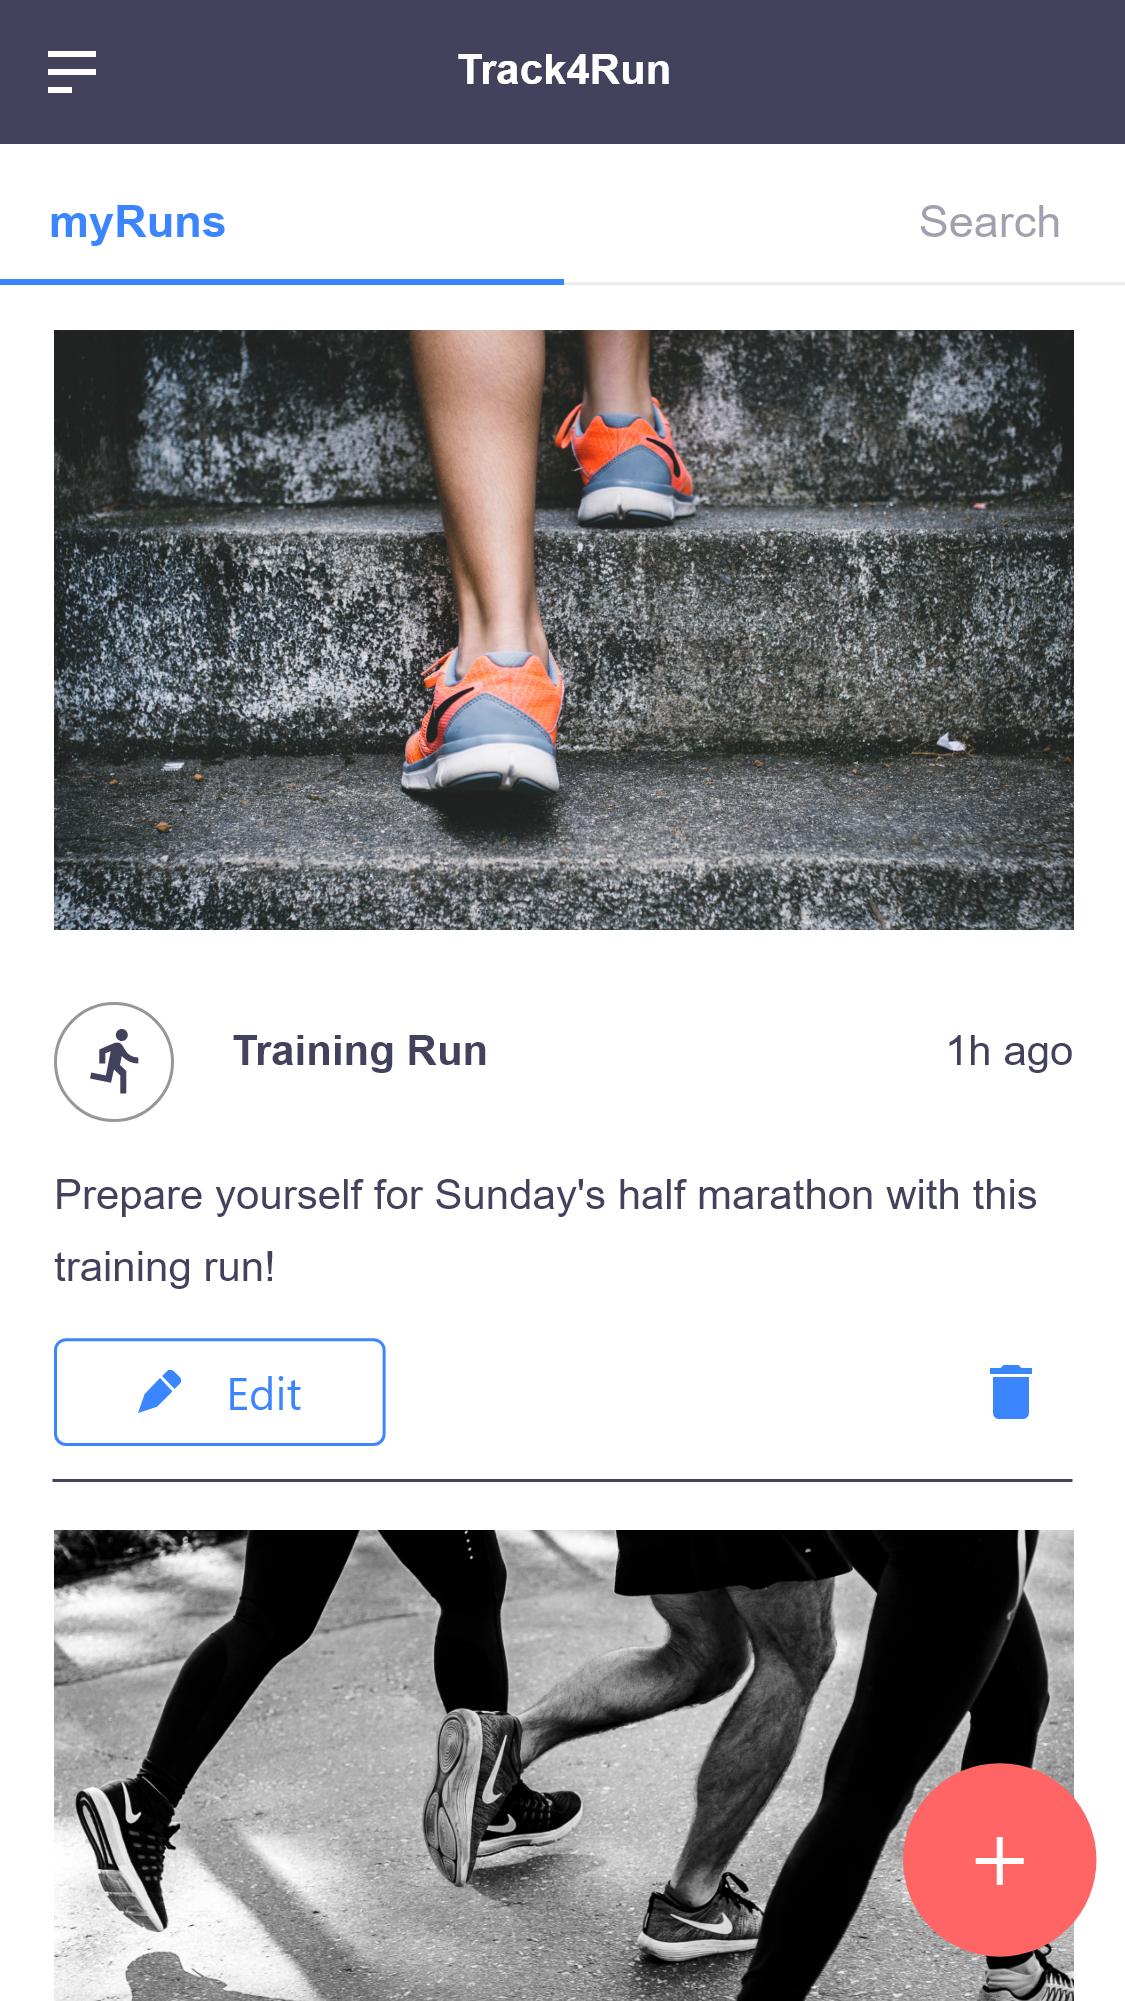 Track4Run
myRuns
Search
Training Run
1h ago
Prepare yourself for Sunday's half marathon with this
training run!
Edit